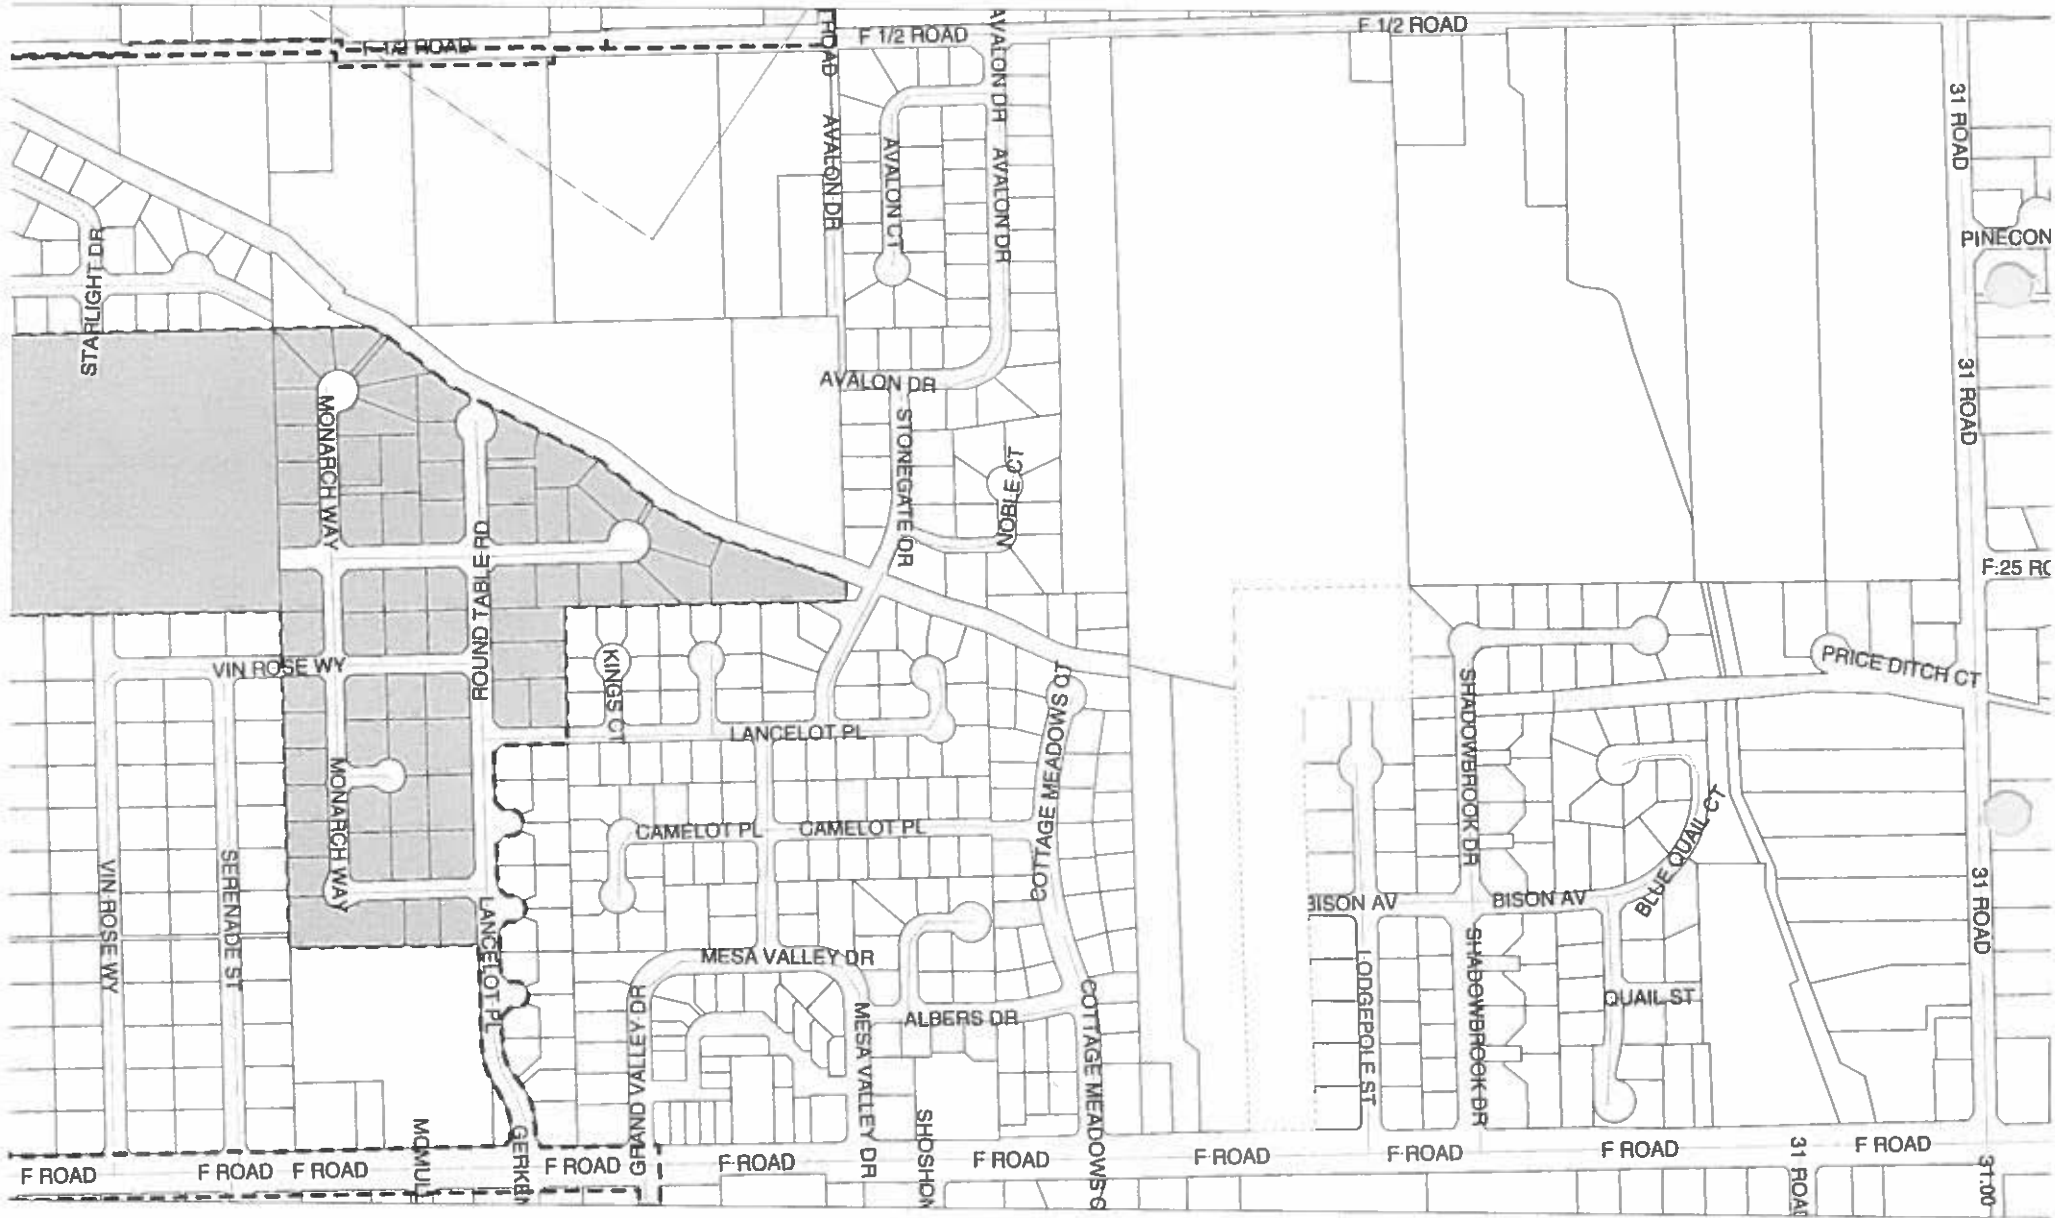 F 1/2 ROAD
F 1/2 ROAD
F 1/2 ROAD
ROAD
AVALON DR
AVALON DR
AVALON DR
AVALON CT
31 ROAD
PINECON
STARLIGHT DR
AVALON DR
31 ROAD
MONARCH WAY
STONEGATE DR
NOBLE CT
ROUND TABLE RD
F.25 RO
VIN ROSE WY
KINGS CT
LANCELOT PL
COTTAGE MEADOWS CT
SHADOWBROOK DR
PRICE DITCH CT
MONARCH WAY
CAMELOT PL
CAMELOT PL
BLUE QUAIL CT
VIN ROSE WY
SERENADE ST
LANCELOT PL
BISON AV
BISON AV
31 ROAD
MESA VALLEY DR
GRAND VALLEY DR
MESA VALLEY DR
ALBERS DR
COTTAGE MEADOWS C
LODGEPOLE ST
SHADOWBROOK DR
QUAIL ST
MCMUL
GERKEN
SHOSHON
F ROAD
F ROAD
F ROAD
F ROAD
F ROAD
F ROAD
F ROAD
F ROAD
F ROAD
31 ROAD
F ROAD
31.00